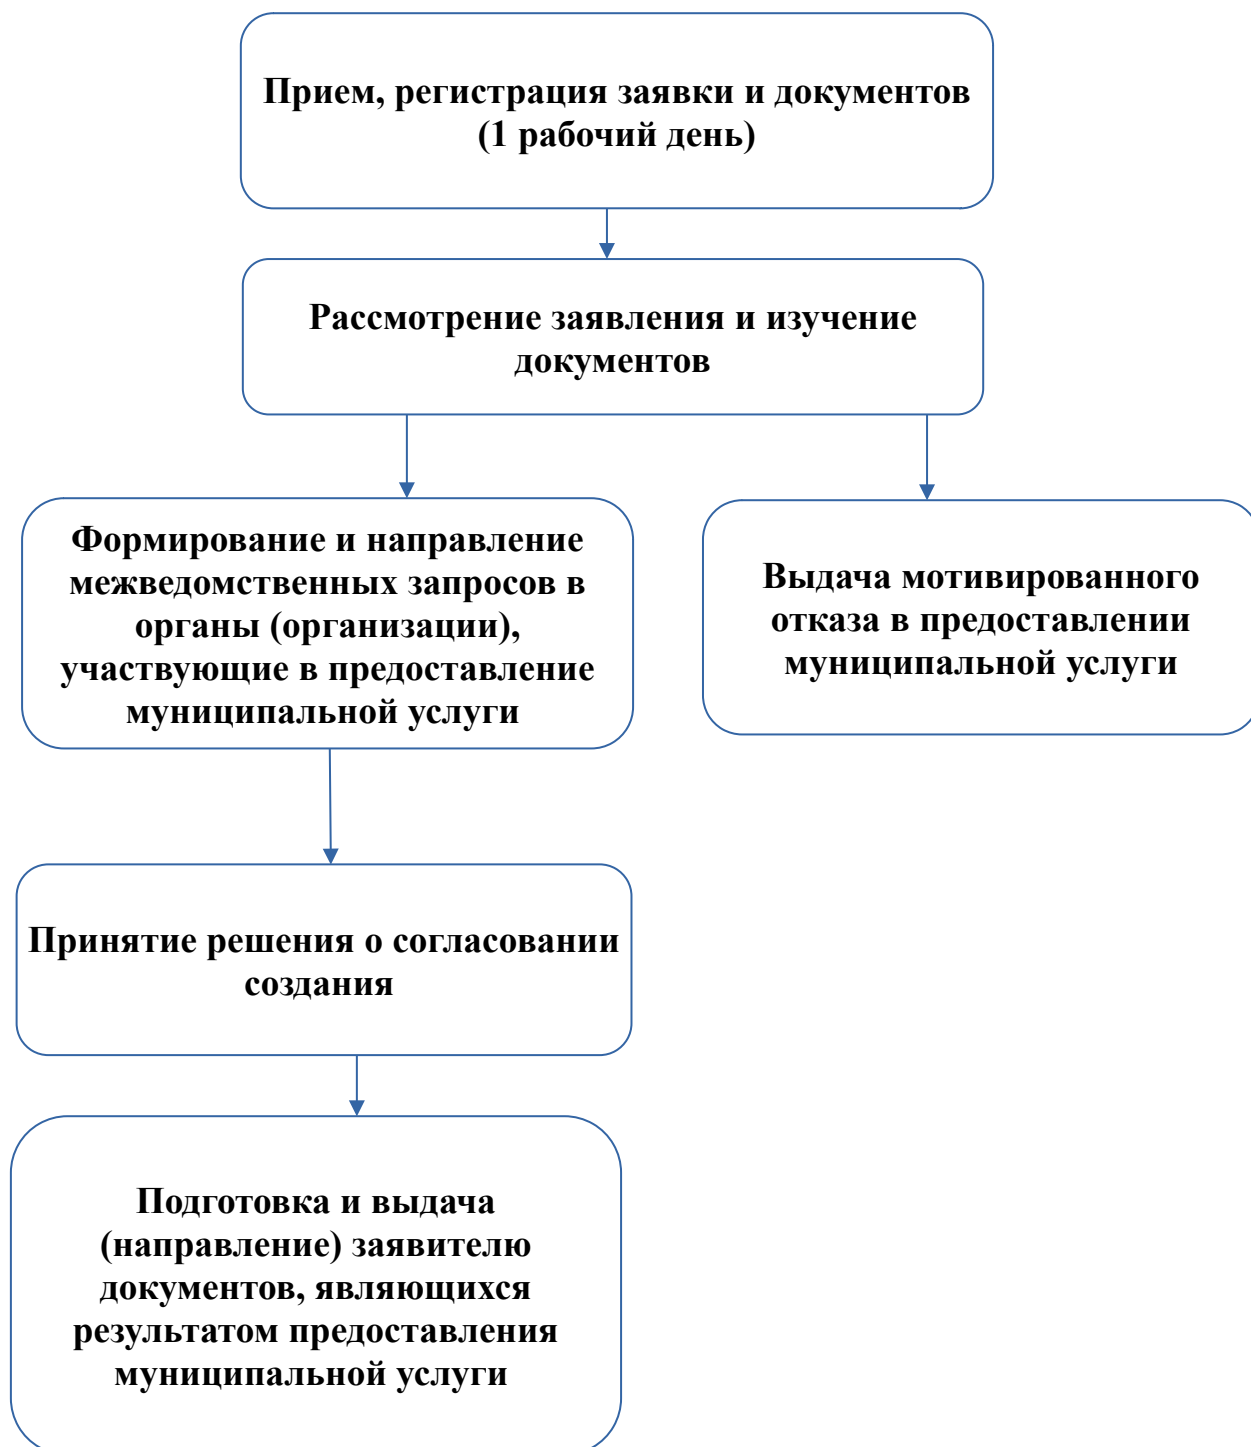 Прием, регистрация заявки и документов
(1 рабочий день)
Рассмотрение заявления и изучение
документов
Формирование и направление
межведомственных запросов в
органы (организации),
участвующие в предоставление
муниципальной услуги
Выдача мотивированного
отказа в предоставлении
муниципальной услуги
Принятие решения о согласовании
создания
Подготовка и выдача
(направление) заявителю
документов, являющихся
результатом предоставления
муниципальной услуги